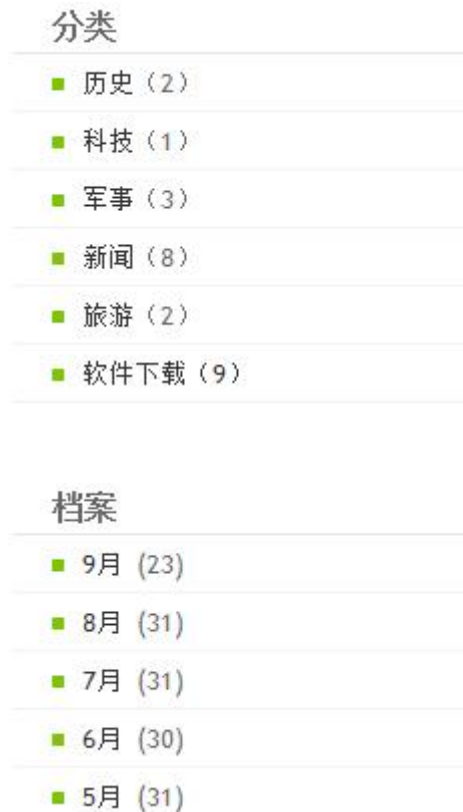 分类
历史（2）
科技（1）
军事（3）
新闻（8）
旅游（2）
软件下载（9）
档案
9月 (23)
8月 (31)
7月 (31)
6月 (30)
5月 (31)